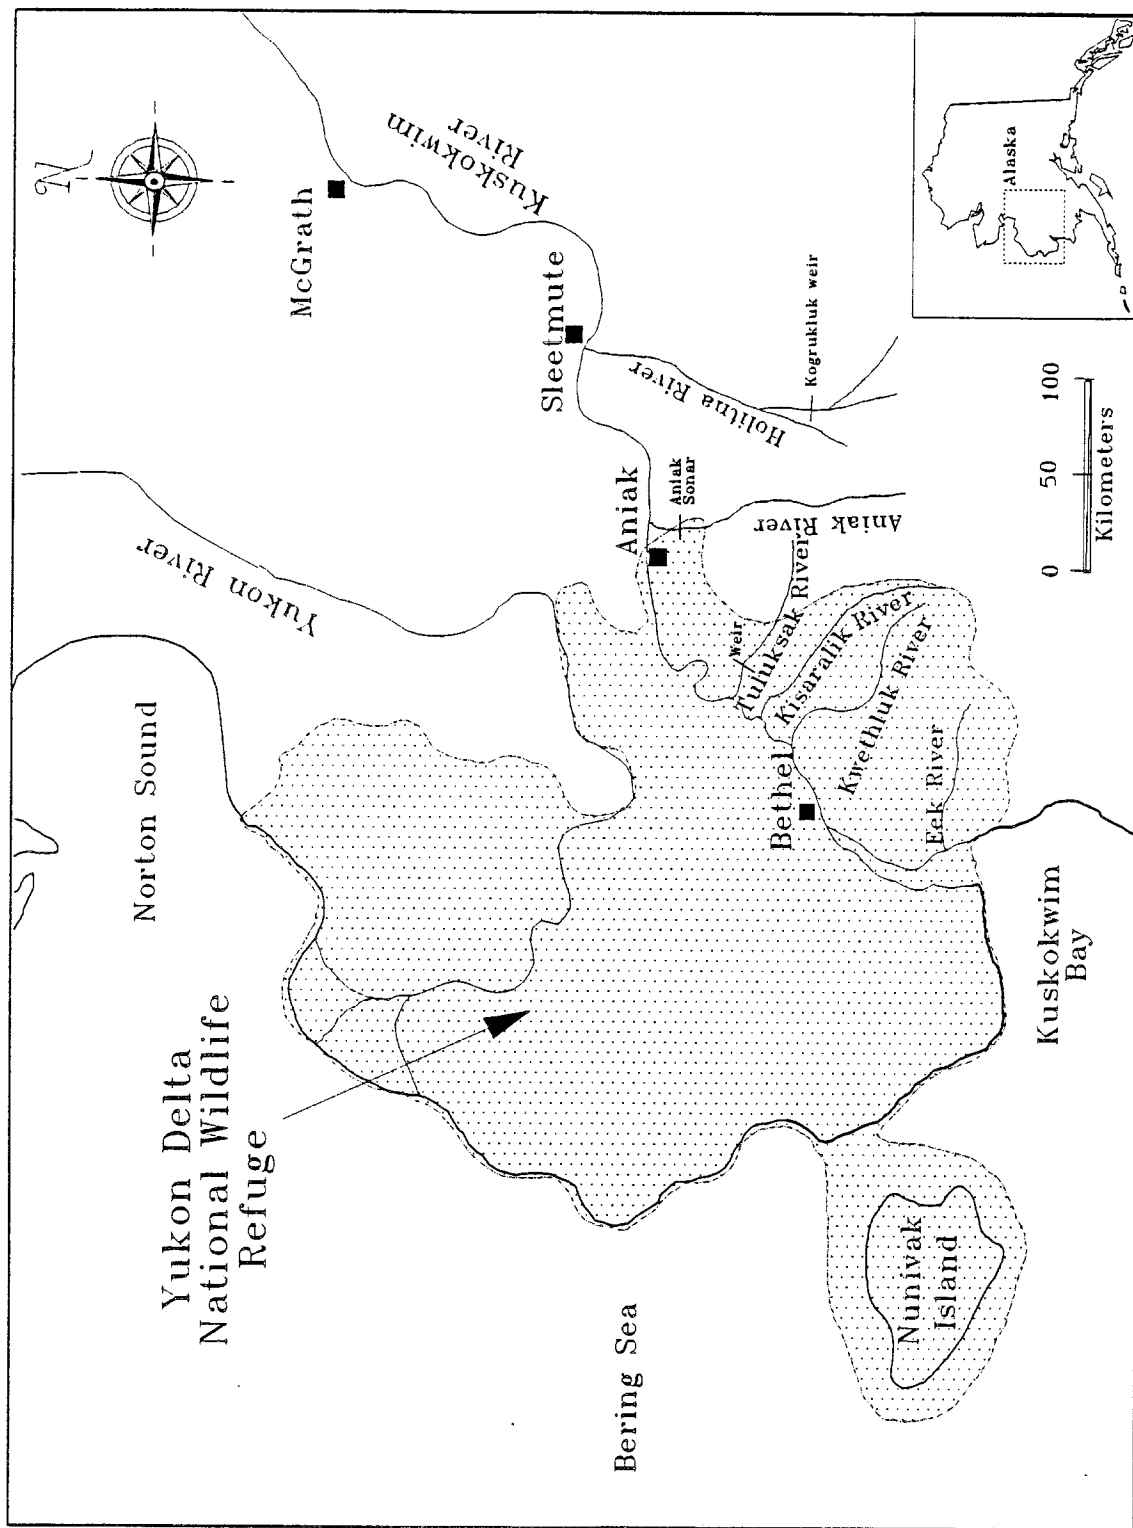 N
Norton Sound
Yukon River
McGrath
Kuskokwim
River
Yukon Delta
National Wildlife
Refuge
Sleetmute
Holitna River
Kogrukluk weir
Aniak
Aniak
Sonar
Aniak River
Weir
Tuluksak River
Kisaralik River
Kwethluk River
Bethel
Eek River
Bering Sea
Nunivak
Island
Kuskokwim
Bay
Alaska
0 50 100
Kilometers